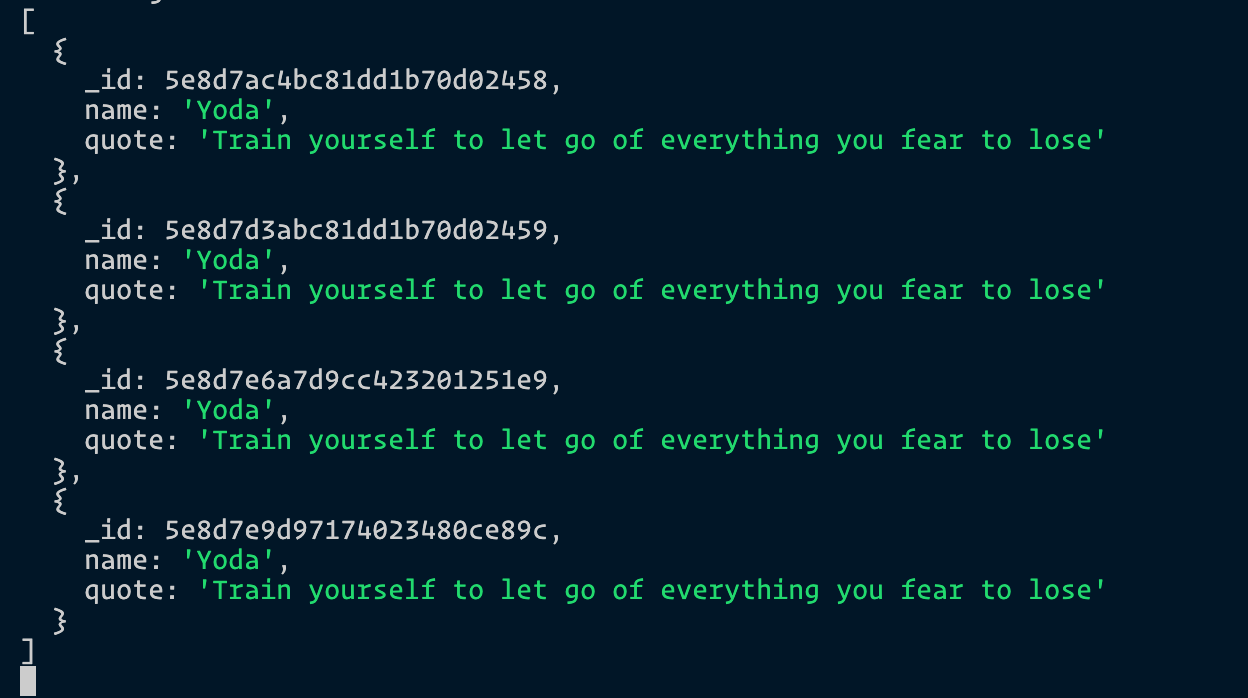 [
  {
    _id: 5e8d7ac4bc81dd1b70d02458,
    name: 'Yoda',
    quote: 'Train yourself to let go of everything you fear to lose'
  },
  {
    _id: 5e8d7d3abc81dd1b70d02459,
    name: 'Yoda',
    quote: 'Train yourself to let go of everything you fear to lose'
  },
  {
    _id: 5e8d7e6a7d9cc423201251e9,
    name: 'Yoda',
    quote: 'Train yourself to let go of everything you fear to lose'
  },
  {
    _id: 5e8d7e9d97174023480ce89c,
    name: 'Yoda',
    quote: 'Train yourself to let go of everything you fear to lose'
  }
]